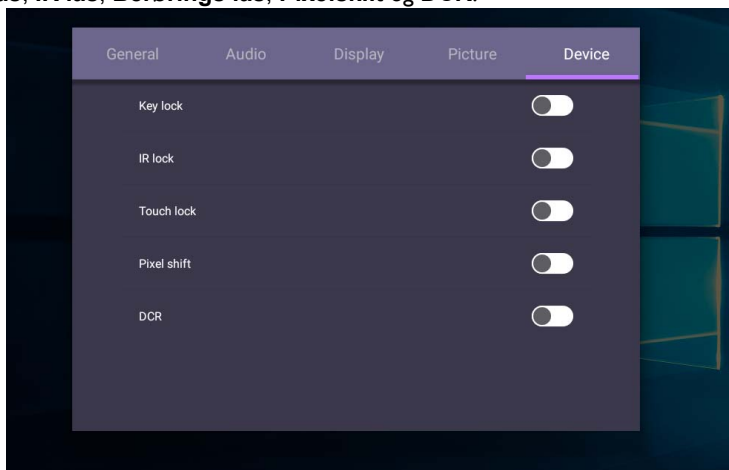 General Audio Display Picture Device
Key lock
IR lock
Touch lock
Pixel shift
DCR